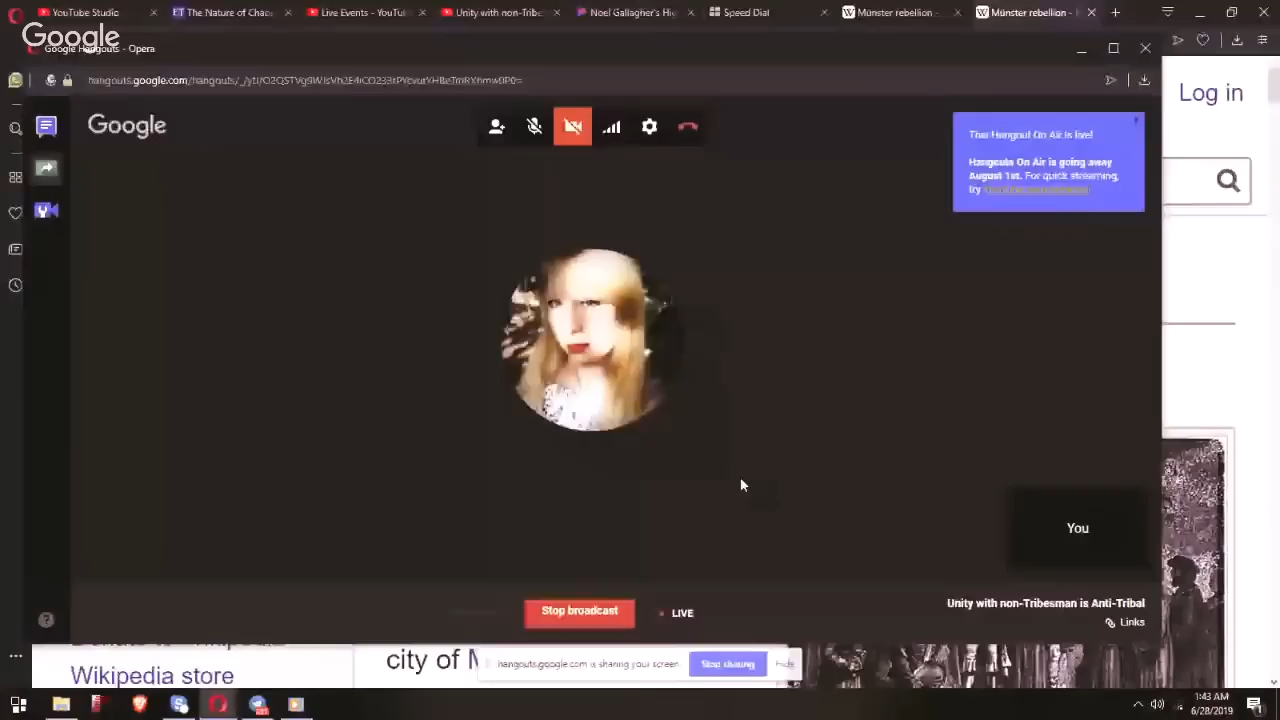 YouTube Studio
The Nature of Chao
Live Events - YouTu
Unity with non-Tribe
Noel Gallagher's Hig
Speed Dial
Münster rebellion -
Münster rebellion -
Google
Google Hangouts - Opera
Log in
Google
This Hangout On Air is live!
Hangouts On Air is going away
August 1st. For quick streaming,
try
You
Stop broadcast
LIVE
Unity with non-Tribesman is Anti-Tribal
Links
Wikipedia store
city of M
hangouts.google.com is sharing your screen.
Stop sharing
Hide
1:43 AM
6/28/2019